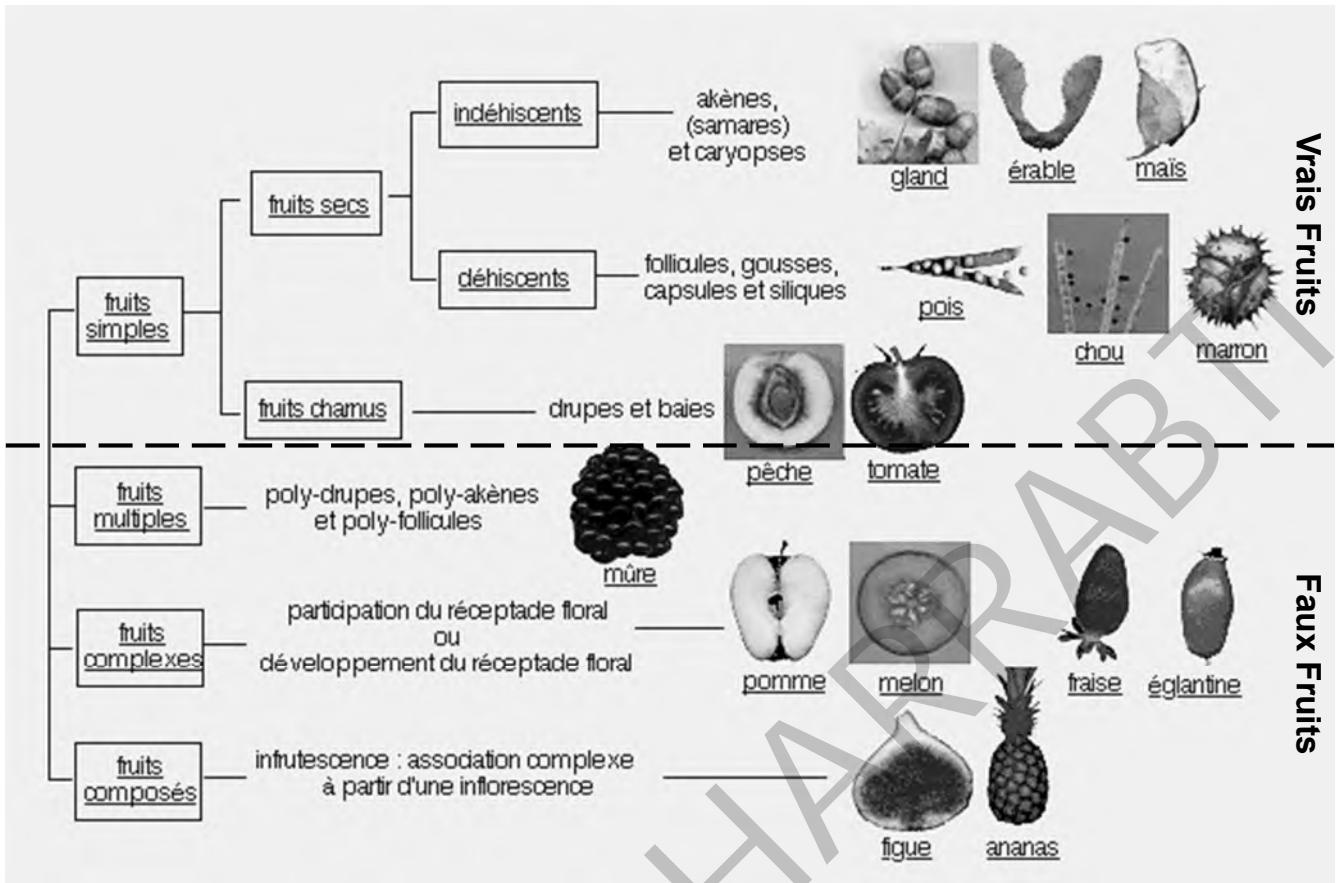 indéhiscents
akènes,
(samares)
et caryopses
gland
érable
maïs
Vrais Fruits
fruits secs
déhiscents
follicules, gousses,
capsules et siliques
pois
chou
marron
fruits
simples
fruits charnus
drupes et baies
pêche
tomate
fruits
multiples
poly-drupes, poly-akènes
et poly-follicules
mûre
Faux Fruits
fruits
complexes
participation du réceptade floral
ou
développement du réceptade floral
pomme
melon
fraise
églantine
fruits
composés
infrutescence : association complexe
à partir d'une inflorescence
figue
ananas
HARRABTI